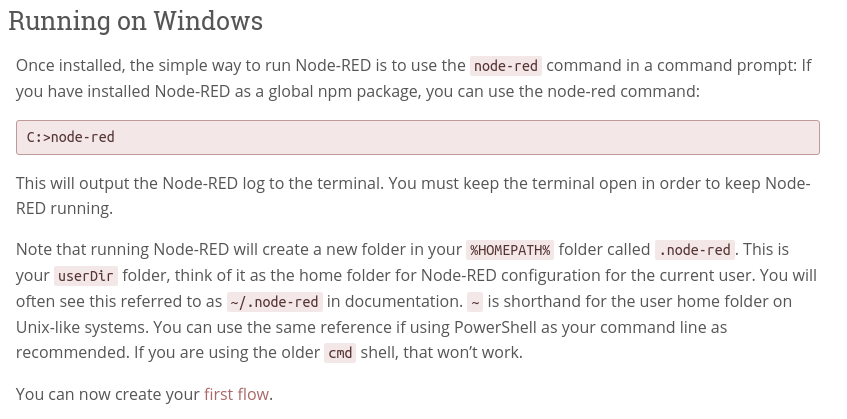 Running on Windows
Once installed, the simple way to run Node-RED is to use the node-red command in a command prompt: If
you have installed Node-RED as a global npm package, you can use the node-red command:
C:>node-red
This will output the Node-RED log to the terminal. You must keep the terminal open in order to keep Node-
RED running.
Note that running Node-RED will create a new folder in your %HOMEPATH% folder called .node-red. This is
your userDir folder, think of it as the home folder for Node-RED configuration for the current user. You will
often see this referred to as ~/.node-red in documentation. ~ is shorthand for the user home folder on
Unix-like systems. You can use the same reference if using PowerShell as your command line as
recommended. If you are using the older cmd shell, that won’t work.
You can now create your first flow.